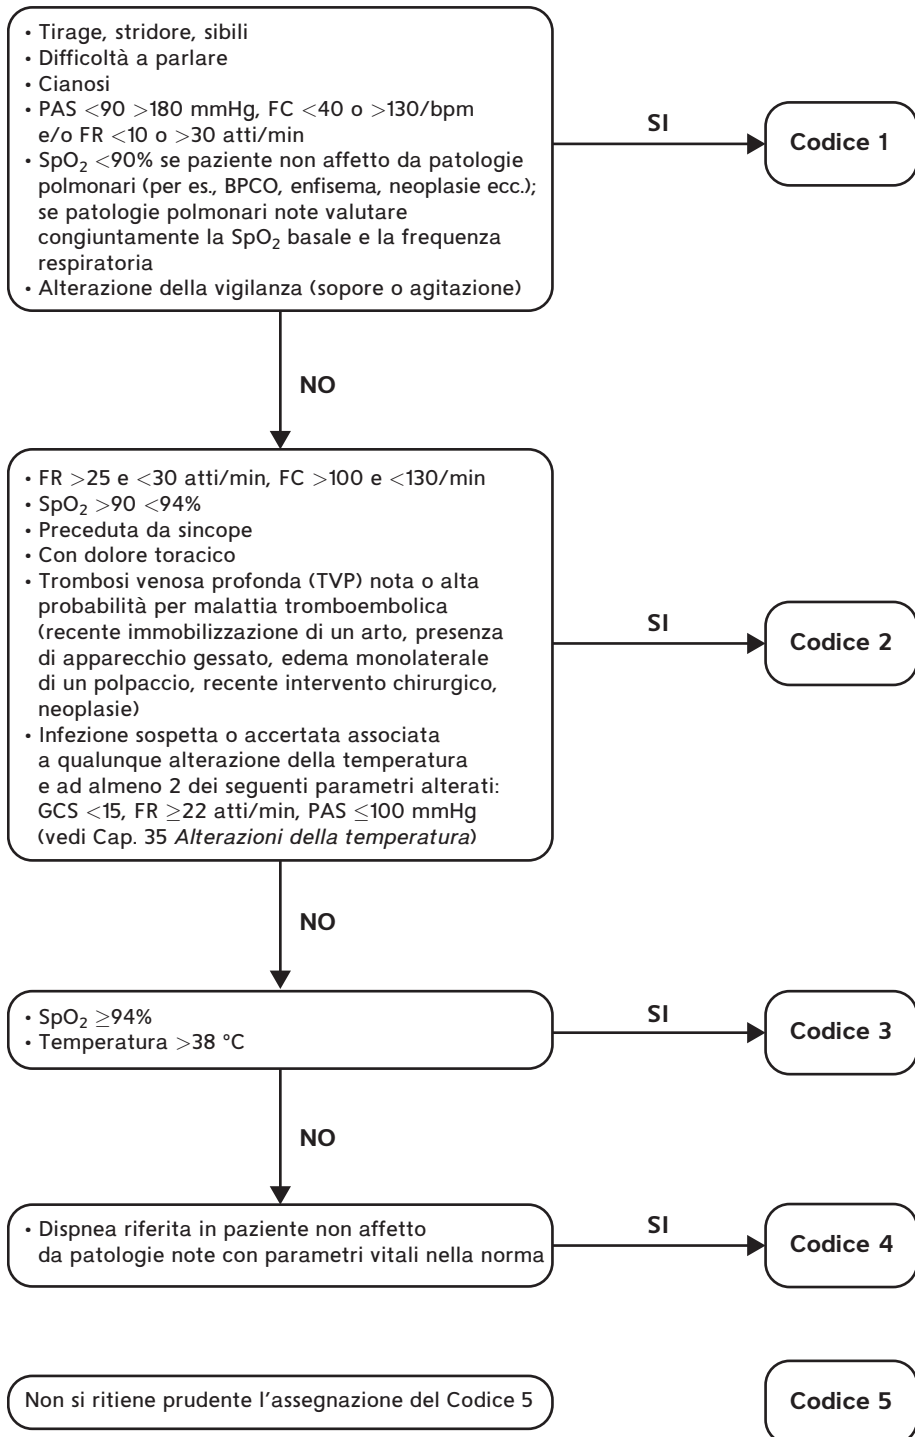 • Tirage, stridore, sibili
• Difficoltà a parlare
• Cianosi
• PAS <90 >180 mmHg, FC <40 o >130/bpm
e/o FR <10 o >30 atti/min
• SpO₂ <90% se paziente non affetto da patologie
polmonari (per es., BPCO, enfisema, neoplasie ecc.);
se patologie polmonari note valutare
congiuntamente la SpO₂ basale e la frequenza
respiratoria
• Alterazione della vigilanza (sopore o agitazione)
SI
Codice 1
NO
• FR >25 e <30 atti/min, FC >100 e <130/min
• SpO₂ >90 <94%
• Preceduta da sincope
• Con dolore toracico
• Trombosi venosa profonda (TVP) nota o alta
probabilità per malattia tromboembolica
(recente immobilizzazione di un arto, presenza
di apparecchio gessato, edema monolaterale
di un polpaccio, recente intervento chirurgico,
neoplasie)
• Infezione sospetta o accertata associata
a qualunque alterazione della temperatura
e ad almeno 2 dei seguenti parametri alterati:
GCS <15, FR ≥22 atti/min, PAS ≤100 mmHg
(vedi Cap. 35 Alterazioni della temperatura)
SI
Codice 2
NO
• SpO₂ ≥94%
• Temperatura >38 °C
SI
Codice 3
NO
• Dispnea riferita in paziente non affetto
da patologie note con parametri vitali nella norma
SI
Codice 4
Non si ritiene prudente l'assegnazione del Codice 5
Codice 5